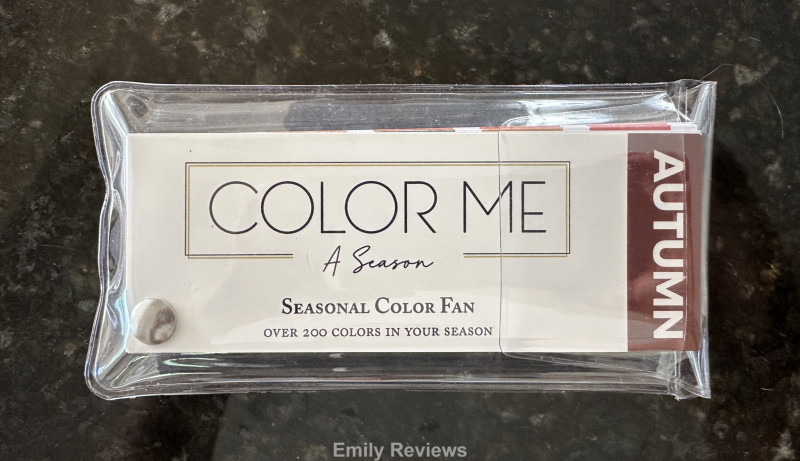 COLOR ME
A Season
SEASONAL COLOR FAN
OVER 200 COLORS IN YOUR SEASON
AUTUMN
Emily Reviews